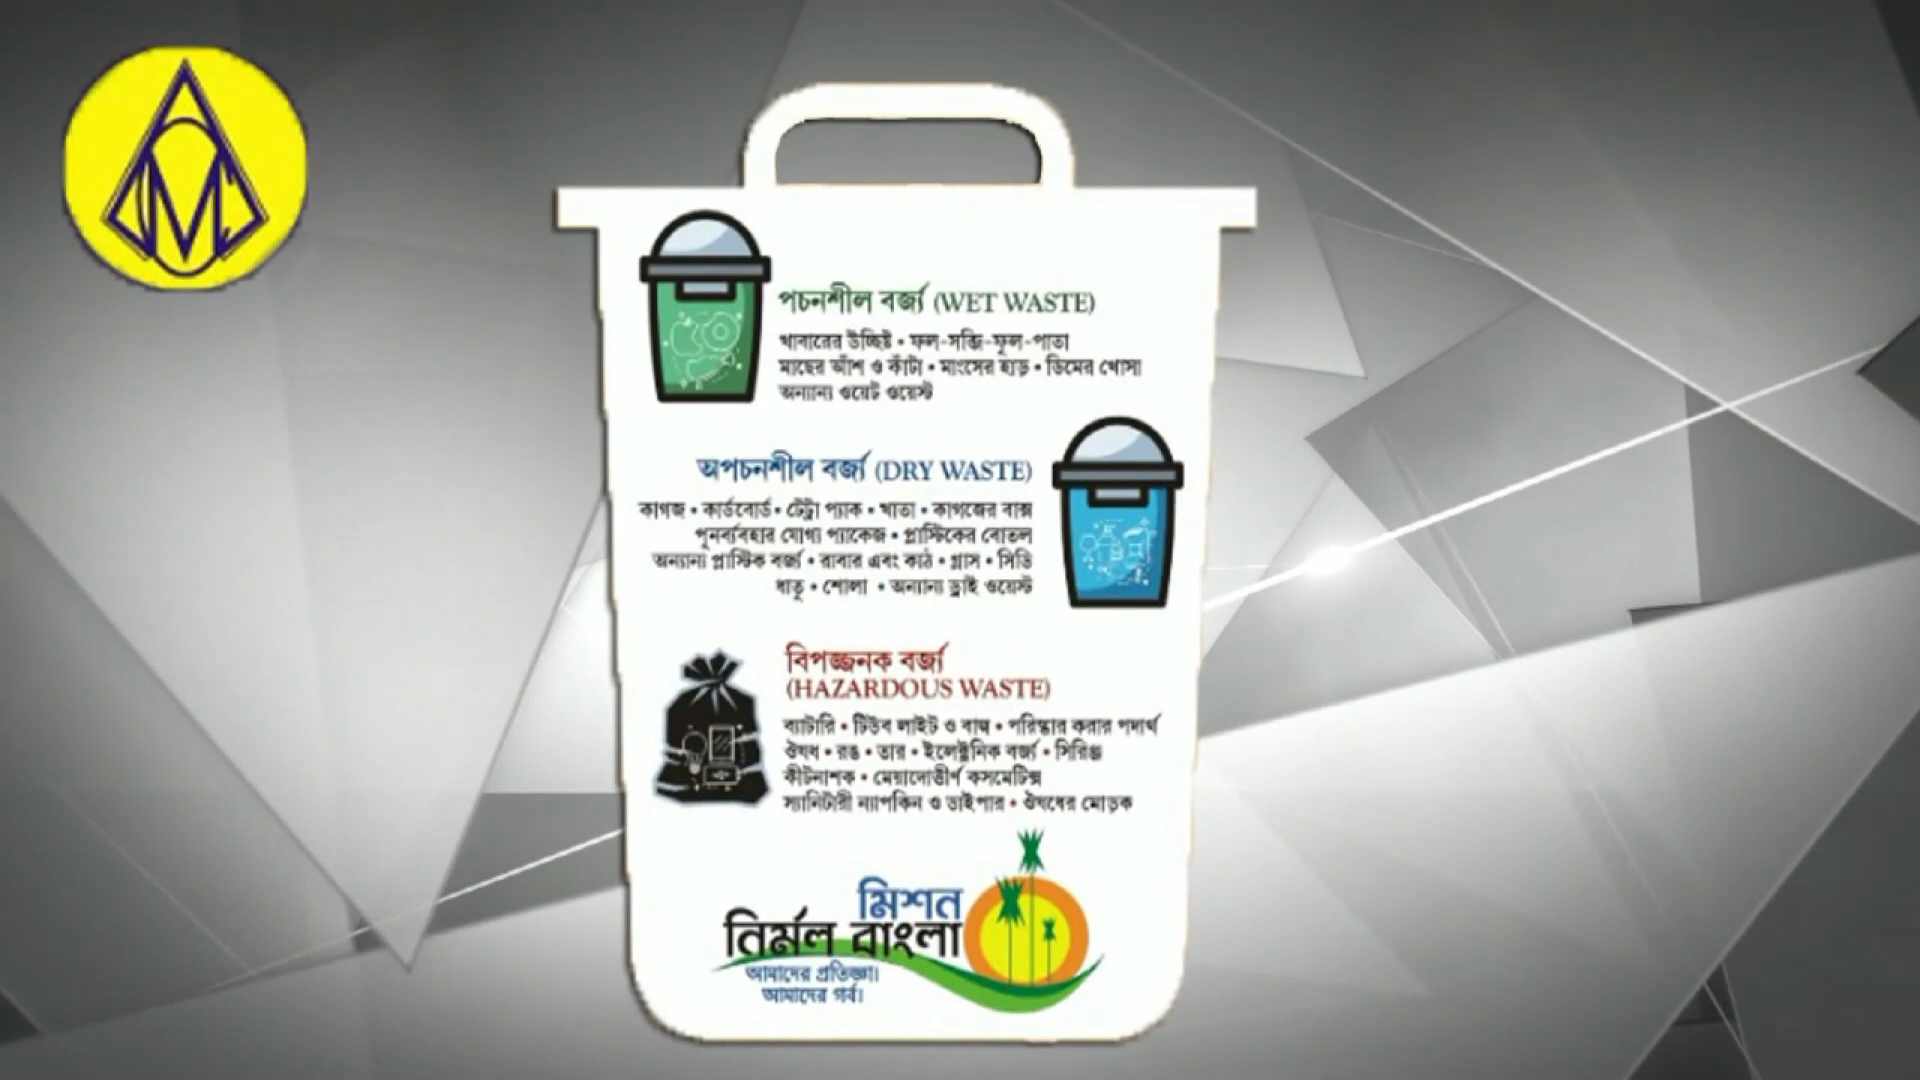 পচনশীল বর্জ্য (WET WASTE)
খাবারের উচ্ছিষ্ট • ফল-সব্জি-ফুল-পাতা
মাছের আঁশ ও কাঁটা • মাংসের হাড় • ডিমের খোসা
অন্যান্য ওয়েট ওয়েস্ট
অপচনশীল বর্জ্য (DRY WASTE)
কাগজ • কার্ডবোর্ড • টেট্রা প্যাক • খাতা • কাগজের বাক্স
পুনর্ব্যবহার যোগ্য প্যাকেজ • প্লাস্টিকের বোতল
অন্যান্য প্লাস্টিক বর্জ্য • রাবার এবং কাঠ • গ্লাস • সিডি
ধাতু • শোলা • অন্যান্য ড্রাই ওয়েস্ট
বিপজ্জনক বর্জ্য
(HAZARDOUS WASTE)
ব্যাটারি • টিউব লাইট ও বাল্ব • পরিস্কার করার পদার্থ
ঔষধ • রঙ • তার • ইলেক্ট্রনিক বর্জ্য • সিরিঞ্জ
কীটনাশক • মেয়াদোত্তীর্ণ কসমেটিক্স
স্যানিটারী ন্যাপকিন ও ডাইপার • ঔষধের মোড়ক
মিশন
নির্মল বাংলা
আমাদের প্রতিজ্ঞা।
আমাদের গর্ব।